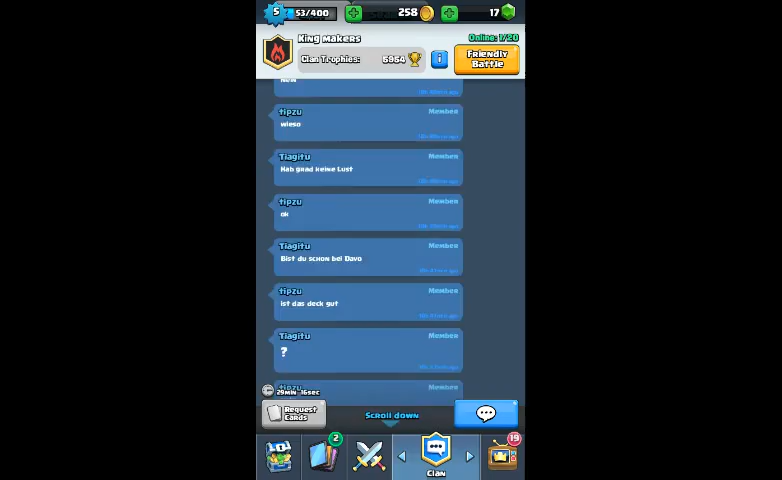 5
53/400
258
17
King Makers
Online: 1/20
Clan Trophies:
6964
Friendly
Battle
tipzu
Member
wieso
Tiagitu
Member
Hab grad keine Lust
tipzu
Member
ok
Tiagitu
Member
Bist du schon bei Davo
tipzu
Member
ist das deck gut
Tiagitu
Member
?
tipzu
Member
29min 16sec
Request
Cards
Scroll down
2
Clan
19